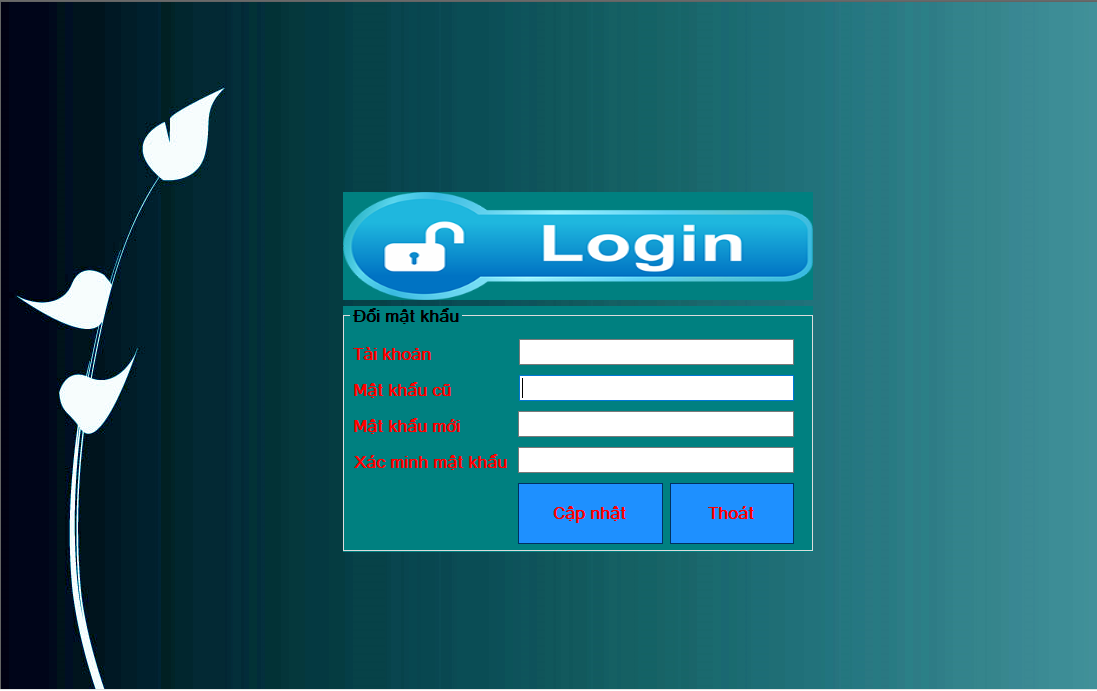 Login
Đổi mật khẩu
Tài khoản
Mật khẩu cũ
Mật khẩu mới
Xác minh mật khẩu
Cập nhật Thoát